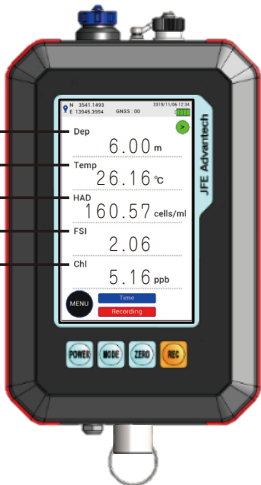 N 3541.1493
E 13545.3994
GNSS : 00
2019/11/06 12:34
>
Dep
6.00 m
Temp
26.16 ℃
HAD
160.57 cells/ml
FSI
2.06
Chl
5.16 ppb
MENU
Time
Recording
POWER
MODE
ZERO
REC
JFE Advantech